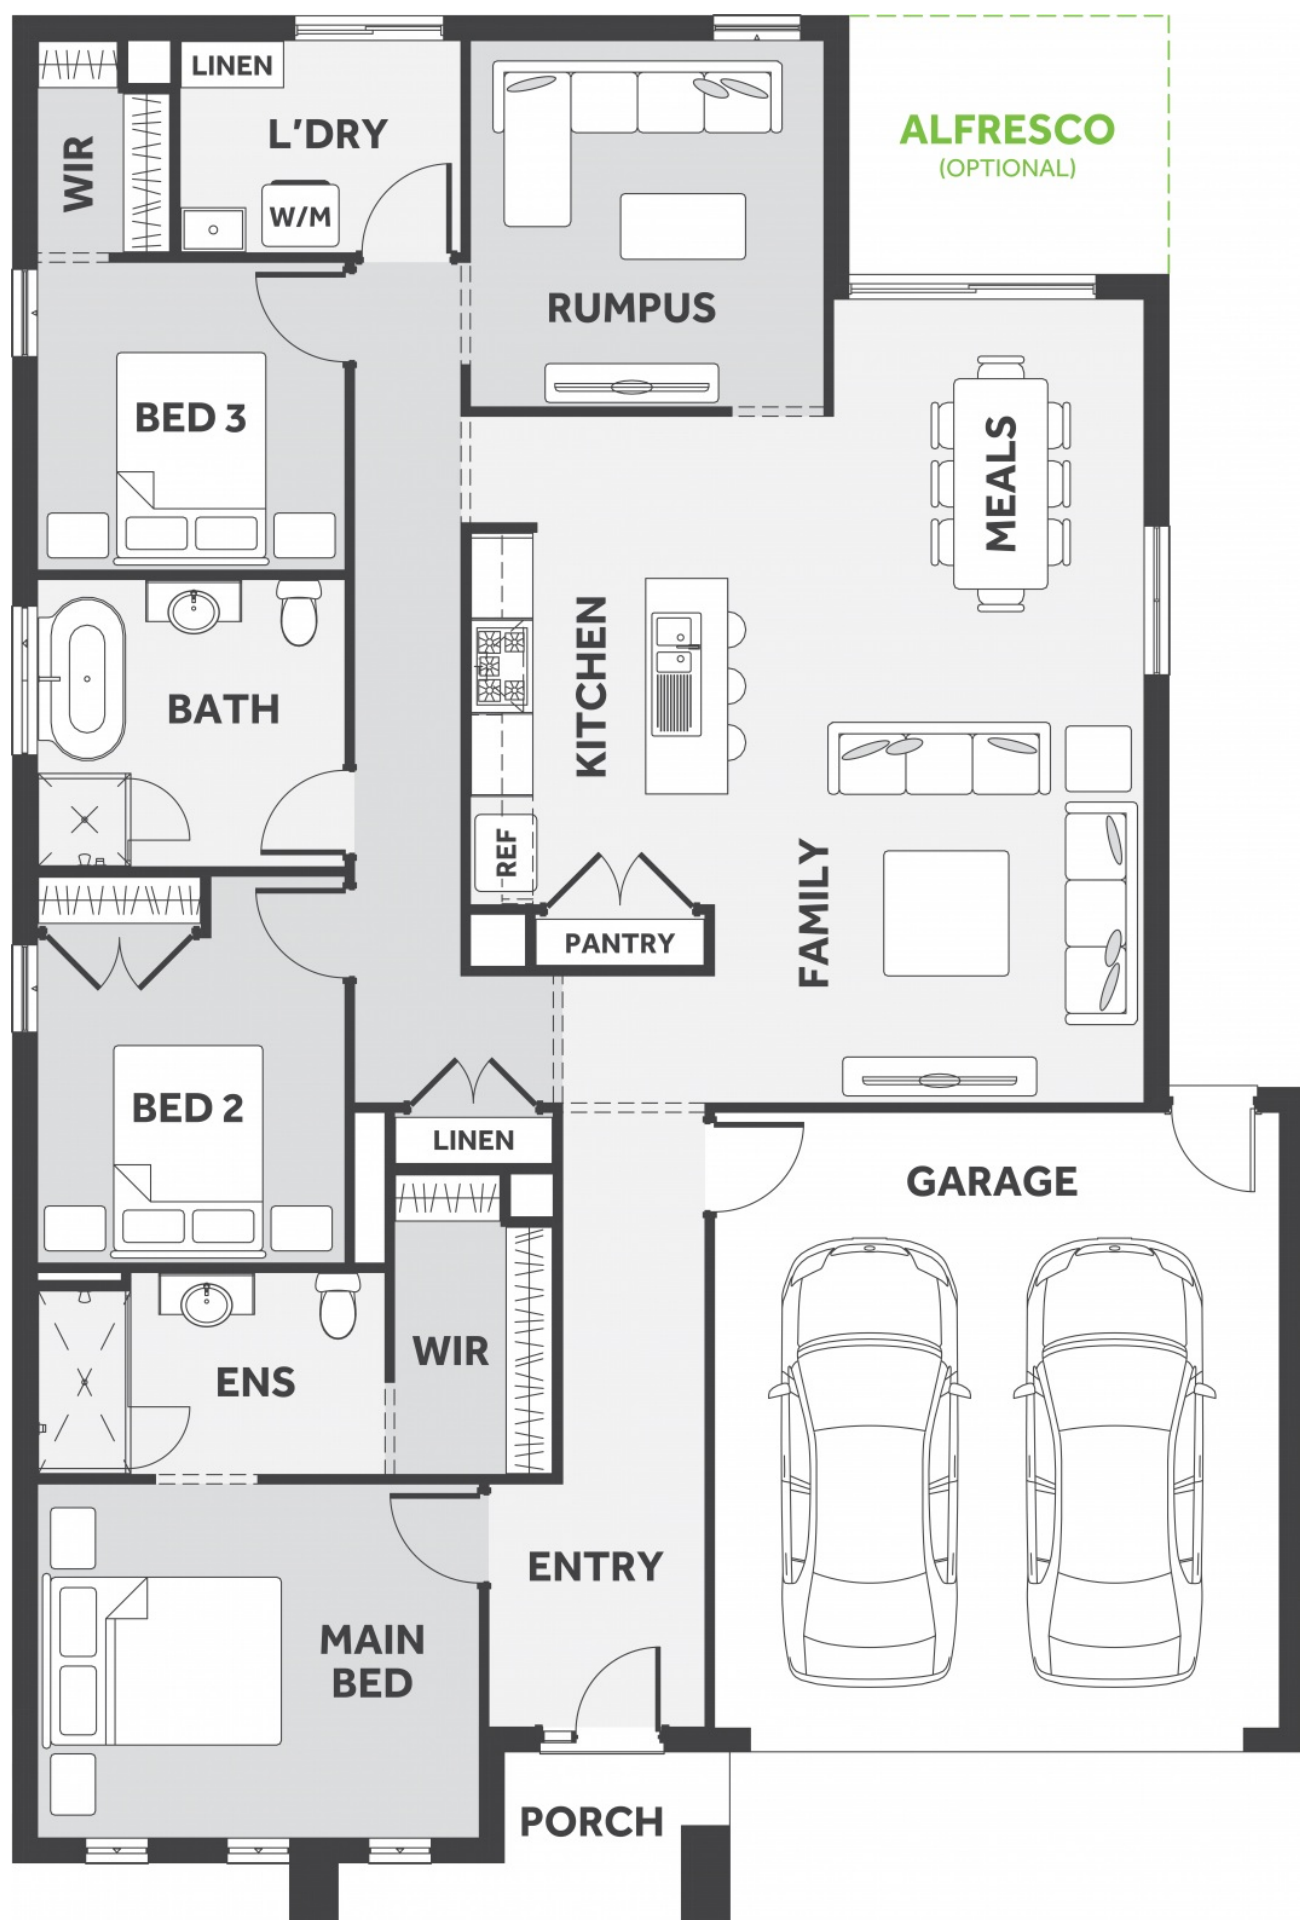 LINEN
L'DRY
WIR
W/M
ALFRESCO
(OPTIONAL)
RUMPUS
BED 3
MEALS
KITCHEN
BATH
REF
PANTRY
FAMILY
BED 2
LINEN
GARAGE
WIR
ENS
ENTRY
MAIN
BED
PORCH